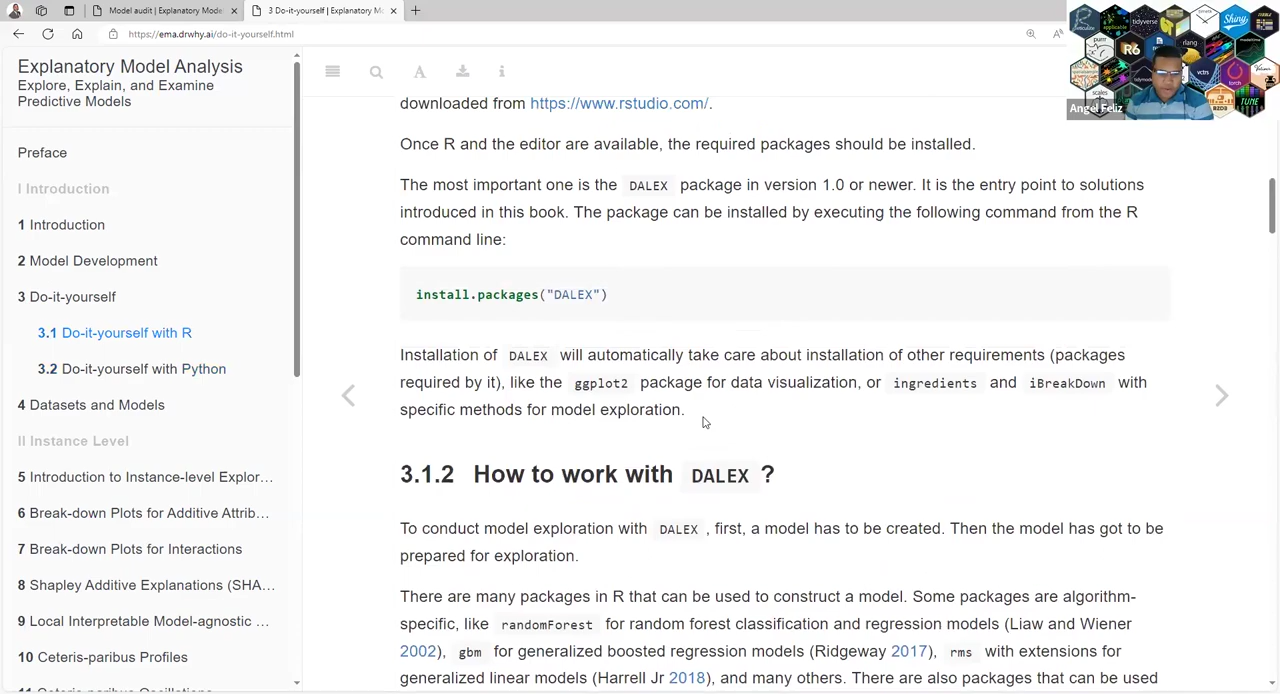 Model audit | Explanatory Mode
3 Do-it-yourself | Explanatory M
https://ema.drwhy.ai/do-it-yourself.html
Explanatory Model Analysis
Explore, Explain, and Examine
Predictive Models
Preface
I Introduction
1 Introduction
2 Model Development
3 Do-it-yourself
3.1 Do-it-yourself with R
3.2 Do-it-yourself with Python
4 Datasets and Models
II Instance Level
5 Introduction to Instance-level Explor…
6 Break-down Plots for Additive Attrib…
7 Break-down Plots for Interactions
8 Shapley Additive Explanations (SHA…
9 Local Interpretable Model-agnostic …
10 Ceteris-paribus Profiles
11 Ceteris-paribus Oscillations
downloaded from https://www.rstudio.com/.
Once R and the editor are available, the required packages should be installed.
The most important one is the DALEX package in version 1.0 or newer. It is the entry point to solutions
introduced in this book. The package can be installed by executing the following command from the R
command line:
install.packages("DALEX")
Installation of DALEX will automatically take care about installation of other requirements (packages
required by it), like the ggplot2 package for data visualization, or ingredients and iBreakDown with
specific methods for model exploration.
3.1.2 How to work with DALEX ?
To conduct model exploration with DALEX , first, a model has to be created. Then the model has got to be
prepared for exploration.
There are many packages in R that can be used to construct a model. Some packages are algorithm-
specific, like randomForest for random forest classification and regression models (Liaw and Wiener
2002), gbm for generalized boosted regression models (Ridgeway 2017), rms with extensions for
generalized linear models (Harrell Jr 2018), and many others. There are also packages that can be used
Angel Feliz
tidyverse
Shiny
purrr
R6
rlang
vctrs
torch
scales
TUNE